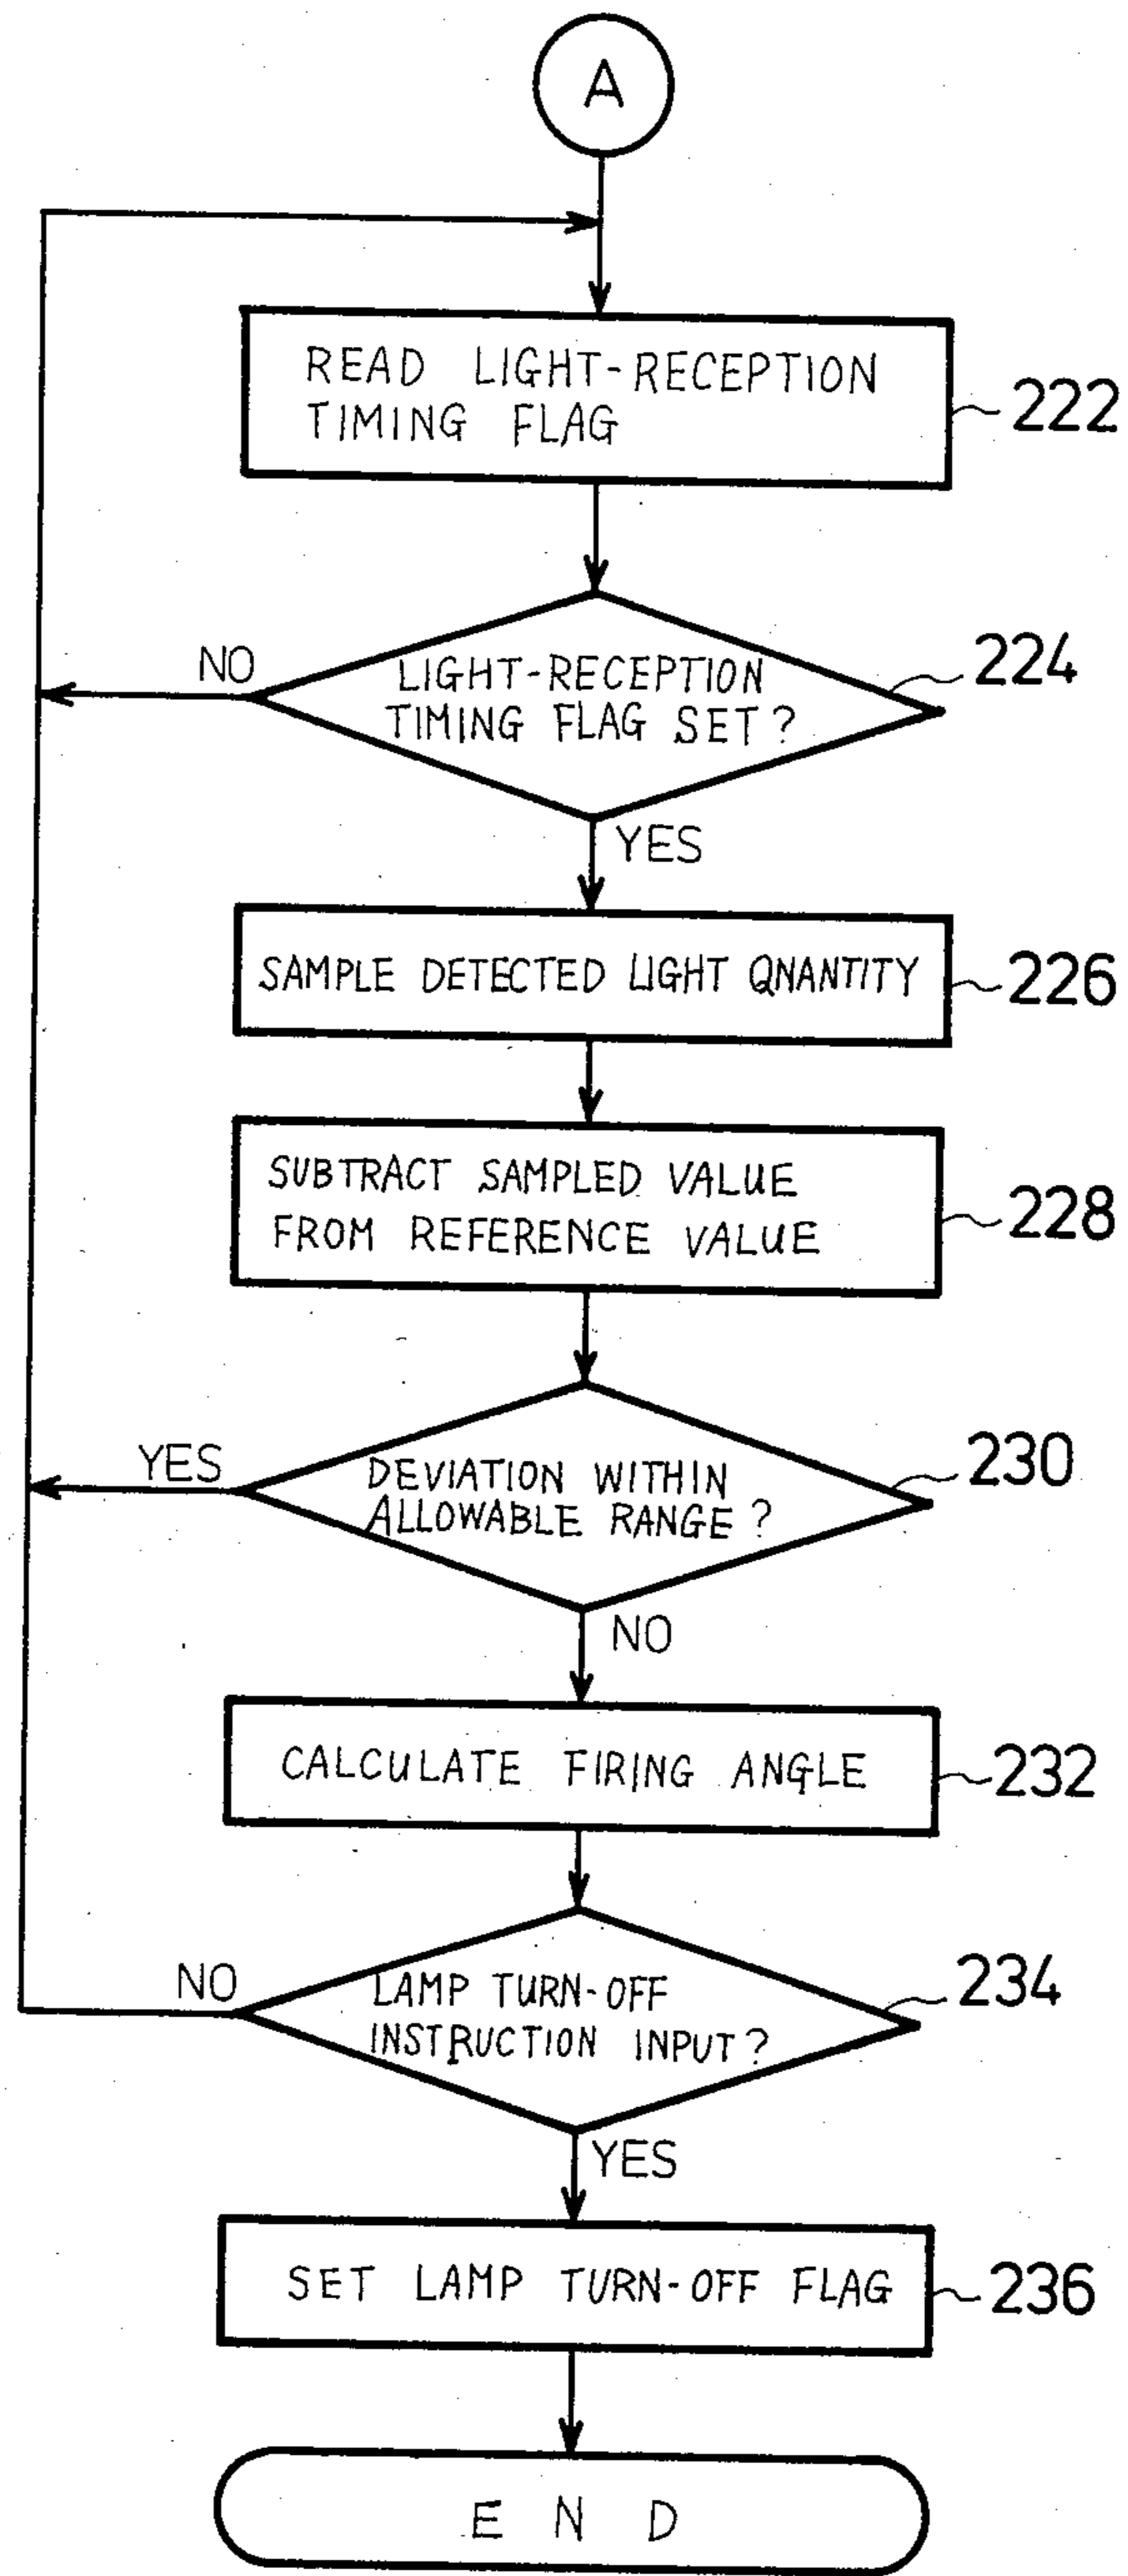 A
READ LIGHT-RECEPTION
TIMING FLAG
222
NO
LIGHT-RECEPTION
TIMING FLAG SET?
224
YES
SAMPLE DETECTED LIGHT QNANTITY
226
SUBTRACT SAMPLED VALUE
FROM REFERENCE VALUE
228
YES
DEVIATION WITHIN
ALLOWABLE RANGE?
230
NO
CALCULATE FIRING ANGLE
232
NO
LAMP TURN-OFF
INSTRUCTION INPUT?
234
YES
SET LAMP TURN-OFF FLAG
236
END